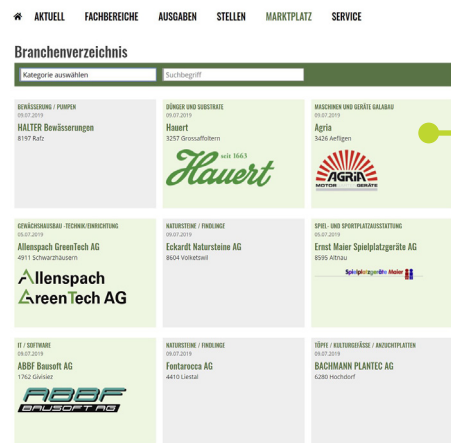 AKTUELL FACHBEREICHE AUSGABEN STELLEN MARKTPLATZ SERVICE
Branchenverzeichnis
Kategorie auswählen
Suchbegriff
BEWÄSSERUNG / PUMPEN
09.07.2019
HALTER Bewässerungen
8197 Rafz
DÜNGER UND SUBSTRATE
09.07.2019
Hauert
3257 Grossaffoltern
seit 1663
Hauert
MASCHINEN UND GERÄTE GALABAU
09.07.2019
Agria
3426 Aefligen
AGRIA
MOTOR GERÄTE
GEWÄCHSHAUSBAU -TECHNIK/EINRICHTUNG
05.07.2019
Allenspach GreenTech AG
4911 Schwarzhäusern
Allenspach
GreenTech AG
NATURSTEINE / FINDLINGE
09.07.2019
Eckardt Natursteine AG
8604 Volketswil
SPIEL- UND SPORTPLATZAUSSTATTUNG
05.07.2019
Ernst Maier Spielplatzgeräte AG
8595 Altnau
Spielplatzgeräte Maier
IT / SOFTWARE
09.07.2019
ABBF Bausoft AG
1762 Givisiez
ABBF
BAUSOFT AG
NATURSTEINE / FINDLINGE
09.07.2019
Fontarocca AG
4410 Liestal
TÖPFE / KULTURGEFÄSSE / ANZUCHTPLATTEN
09.07.2019
BACHMANN PLANTEC AG
6280 Hochdorf